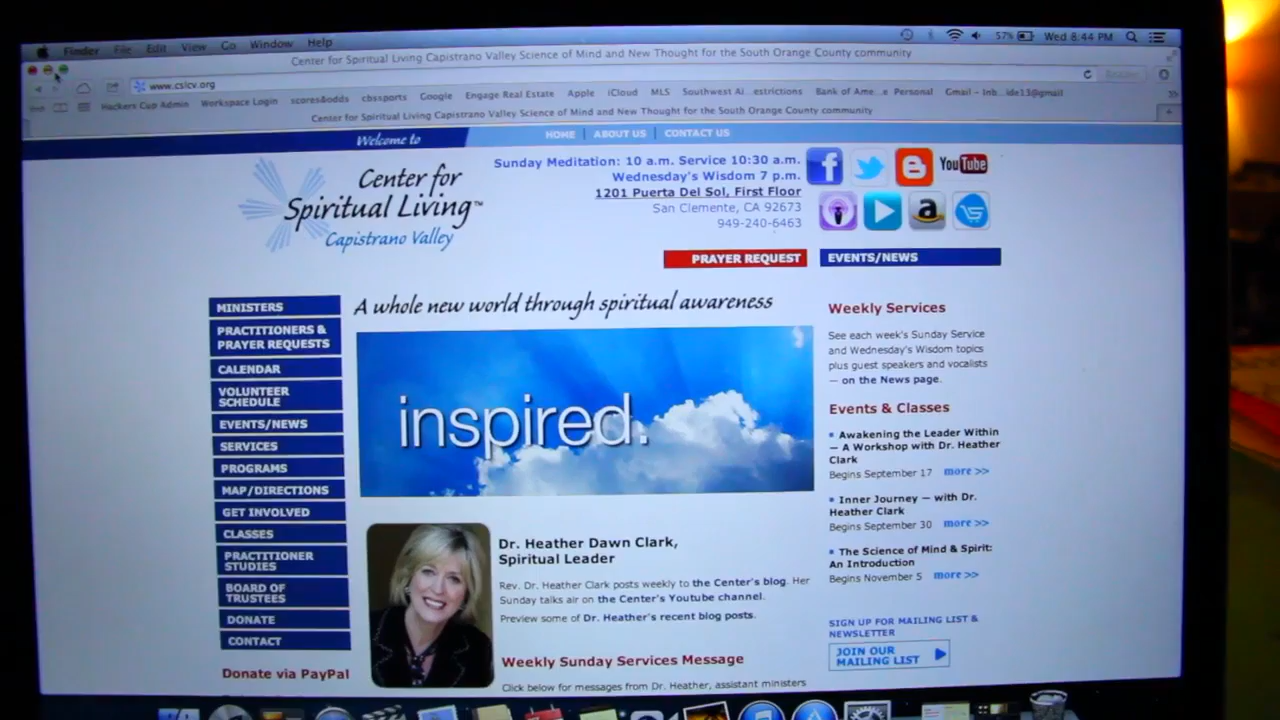 Finder File Edit View Go Window Help
57% Wed 8:44 PM
Center for Spiritual Living Capistrano Valley Science of Mind and New Thought for the South Orange County community
www.cslcv.org
Reader
Hackers Cup Admin Workspace Login scores&odds cbssports Google Engage Real Estate Apple iCloud MLS Southwest Ai...estrictions Bank of Ame...e Personal Gmail - Inb...ide13@gmail
Center for Spiritual Living Capistrano Valley Science of Mind and New Thought for the South Orange County community
Welcome to
HOME | ABOUT US | CONTACT US
Center for
Spiritual Living™
Capistrano Valley
Sunday Meditation: 10 a.m. Service 10:30 a.m.
Wednesday's Wisdom 7 p.m.
1201 Puerta Del Sol, First Floor
San Clemente, CA 92673
949-240-6463
YouTube
PRAYER REQUEST
EVENTS/NEWS
MINISTERS
PRACTITIONERS &
PRAYER REQUESTS
CALENDAR
VOLUNTEER
SCHEDULE
EVENTS/NEWS
SERVICES
PROGRAMS
MAP/DIRECTIONS
GET INVOLVED
CLASSES
PRACTITIONER
STUDIES
BOARD OF
TRUSTEES
DONATE
CONTACT
Donate via PayPal
A whole new world through spiritual awareness
inspired.
Dr. Heather Dawn Clark,
Spiritual Leader
Rev. Dr. Heather Clark posts weekly to the Center's blog. Her
Sunday talks air on the Center's Youtube channel.
Preview some of Dr. Heather's recent blog posts.
Weekly Sunday Services Message
Click below for messages from Dr. Heather, assistant ministers
Weekly Services
See each week's Sunday Service
and Wednesday's Wisdom topics
plus guest speakers and vocalists
— on the News page.
Events & Classes
Awakening the Leader Within
— A Workshop with Dr. Heather
Clark
Begins September 17 more >>
Inner Journey — with Dr.
Heather Clark
Begins September 30 more >>
The Science of Mind & Spirit:
An Introduction
Begins November 5 more >>
SIGN UP FOR MAILING LIST &
NEWSLETTER
JOIN OUR
MAILING LIST